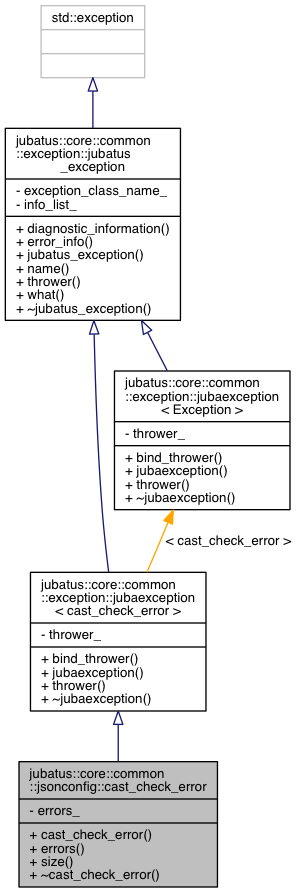 std::exception
jubatus::core::common
::exception::jubatus
_exception
- exception_class_name_
- info_list_
+ diagnostic_information()
+ error_info()
+ jubatus_exception()
+ name()
+ thrower()
+ what()
+ ~jubatus_exception()
jubatus::core::common
::exception::jubaexception
< Exception >
- thrower_
+ bind_thrower()
+ jubaexception()
+ thrower()
+ ~jubaexception()
< cast_check_error >
jubatus::core::common
::exception::jubaexception
< cast_check_error >
- thrower_
+ bind_thrower()
+ jubaexception()
+ thrower()
+ ~jubaexception()
jubatus::core::common
::jsonconfig::cast_check_error
- errors_
+ cast_check_error()
+ errors()
+ size()
+ ~cast_check_error()